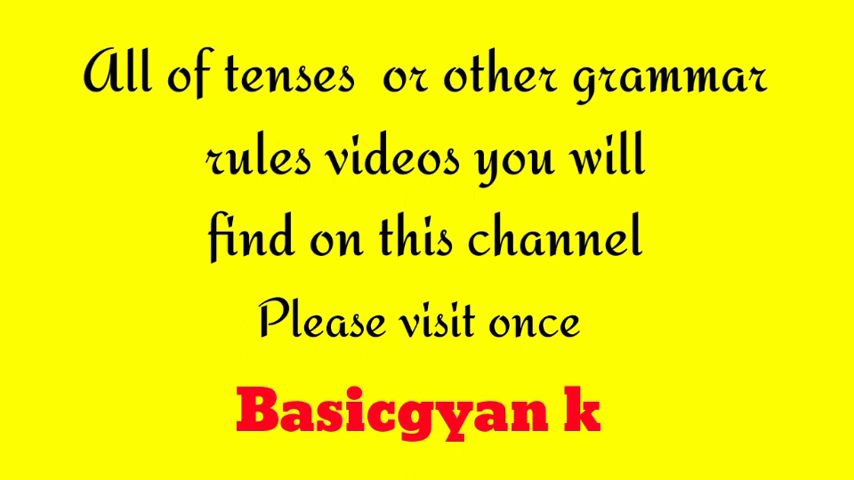 All of tenses or other grammar
rules videos you will
find on this channel
Please visit once
Basicgyan k